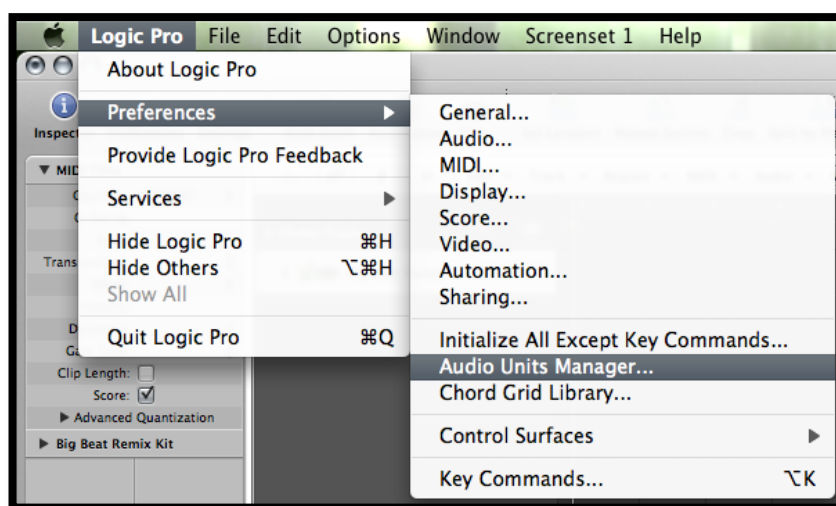 Logic Pro File Edit Options Window Screenset 1 Help
About Logic Pro
Preferences
Provide Logic Pro Feedback
Services
Hide Logic Pro ⌘H
Hide Others ⌥⌘H
Show All
Quit Logic Pro ⌘Q
General...
Audio...
MIDI...
Display...
Score...
Video...
Automation...
Sharing...
Initialize All Except Key Commands...
Audio Units Manager...
Chord Grid Library...
Control Surfaces
Key Commands... ⌥K
Clip Length:
Score:
Advanced Quantization
Big Beat Remix Kit